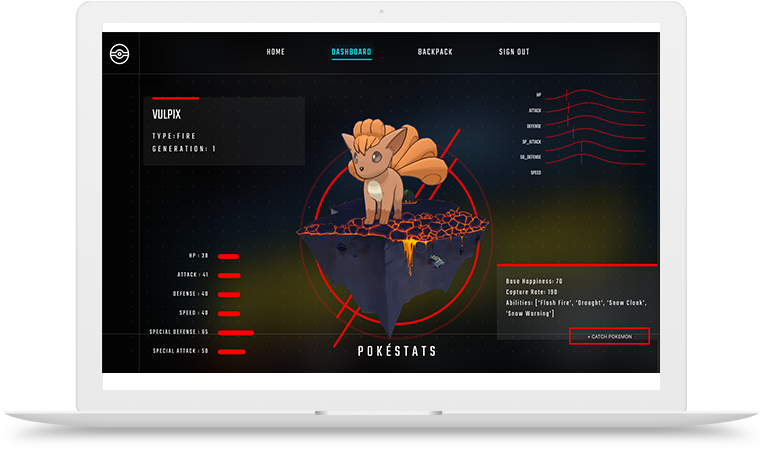 HOME
DASHBOARD
BACKPACK
SIGN OUT
VULPIX
TYPE:FIRE
GENERATION: 1
HP
ATTACK
DEFENSE
SP_ATTACK
SD_DEFENSE
SPEED
HP : 38
ATTACK : 41
DEFENSE : 40
SPEED : 40
SPECIAL DEFENSE : 65
SPECIAL ATTACK : 50
POKÉSTATS
Base Happiness: 70
Capture Rate: 190
Abilities: ["Flash Fire", 'Drought', 'Snow Cloak',
'Snow Warning"]
+ CATCH POKEMON